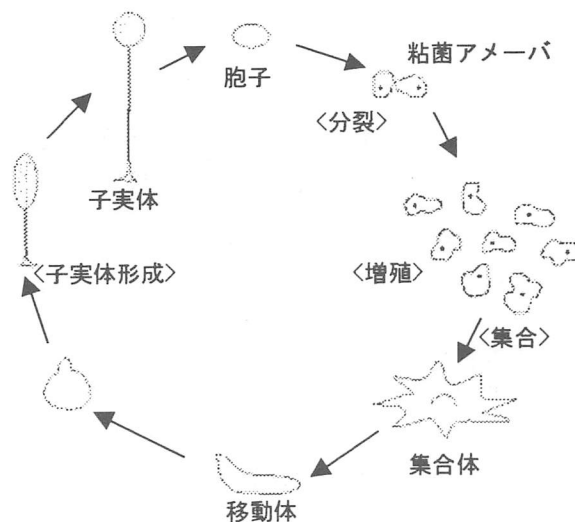 粘菌アメーバ
胞子
<分裂>
子実体
<増殖>
<子実体形成>
<集合>
集合体
移動体